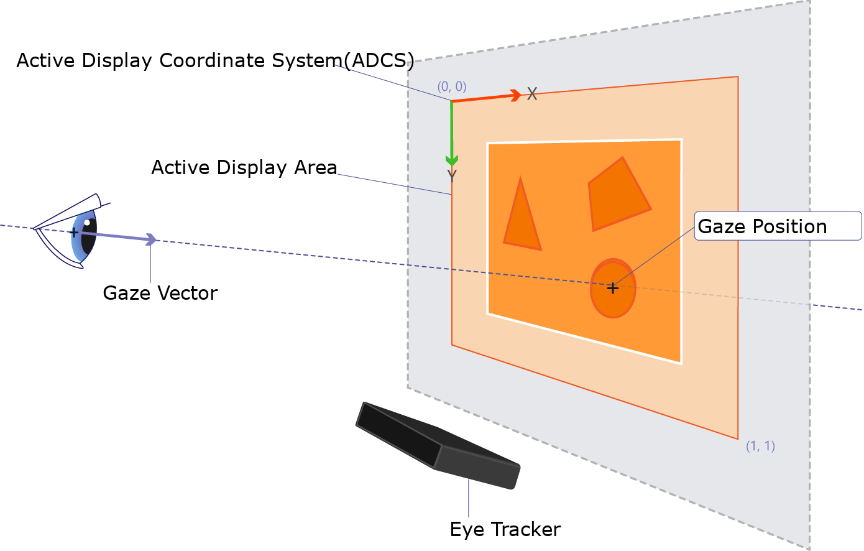 Active Display Coordinate System(ADCS)
(0, 0)
X
Active Display Area
Y
Gaze Position
Gaze Vector
(1, 1)
Eye Tracker